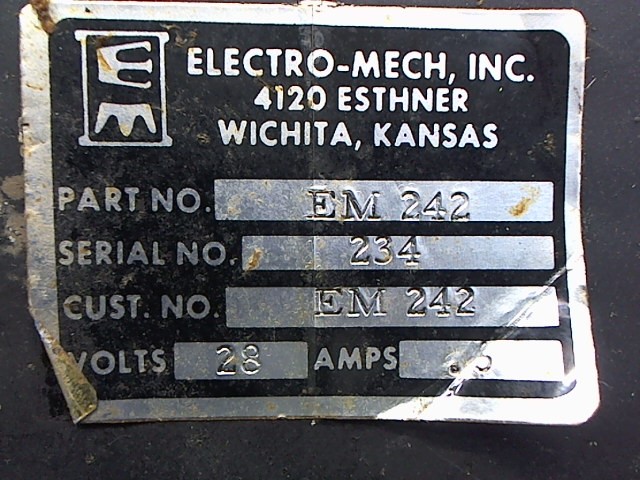 ELECTRO-MECH, INC.
4120 ESTHNER
WICHITA, KANSAS
PART NO. EM 242
SERIAL NO. 234
CUST. NO. EM 242
VOLTS 28 AMPS